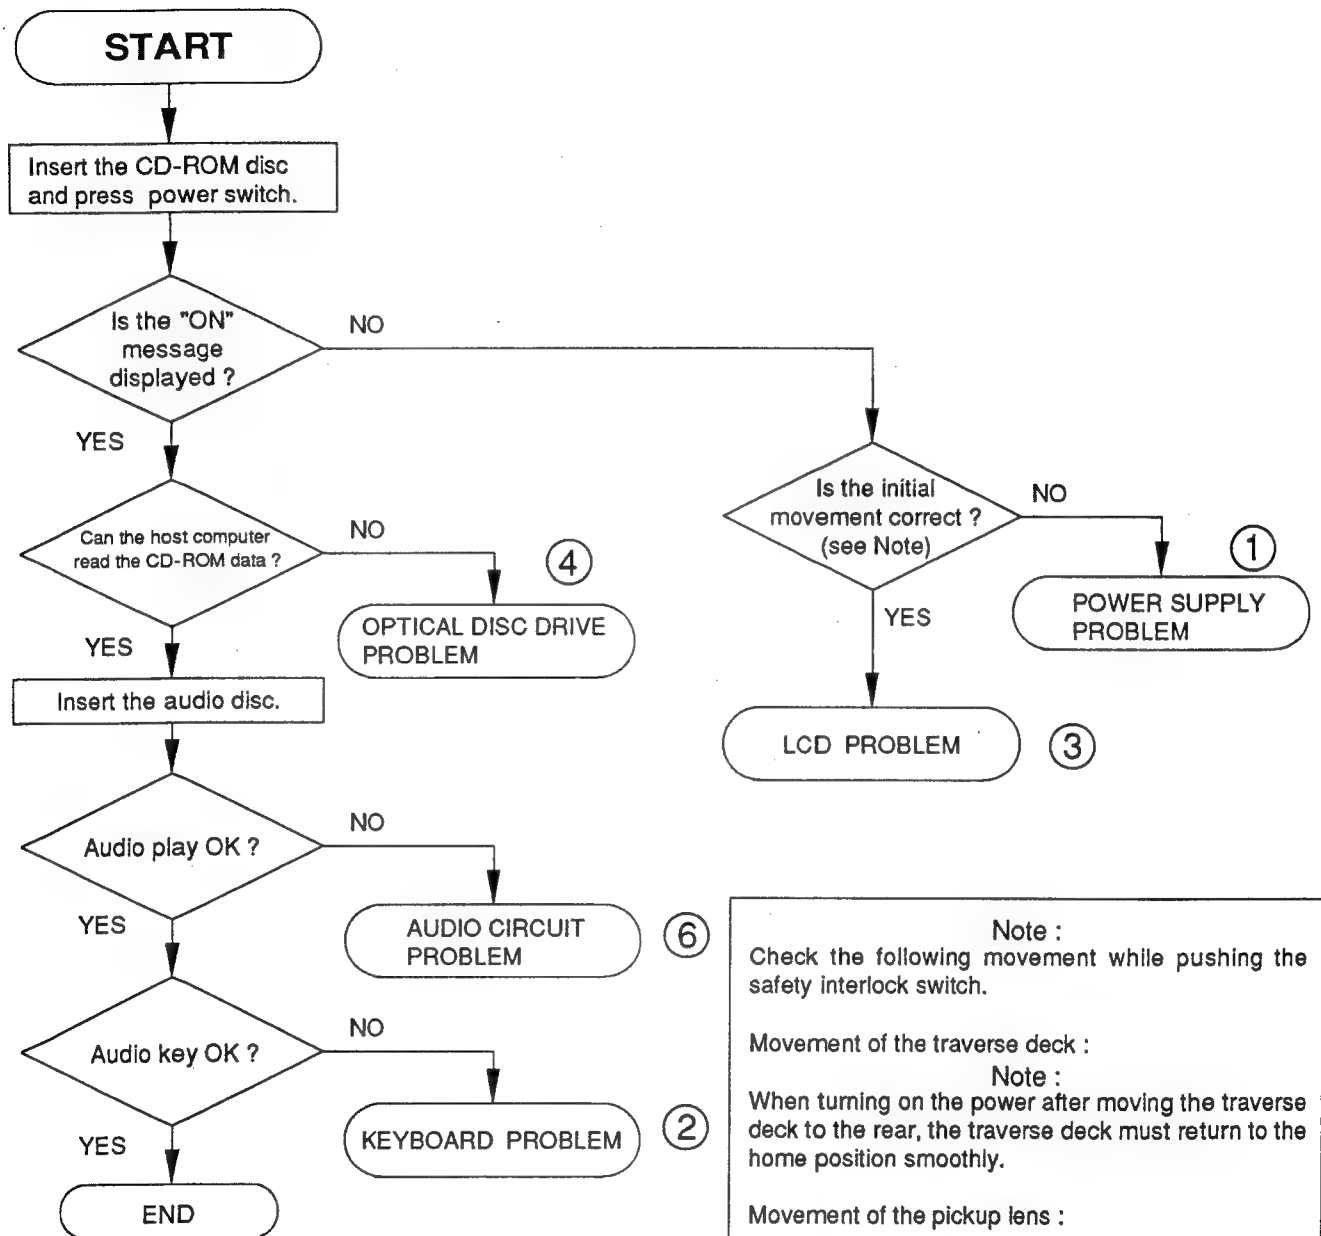 START
Insert the CD-ROM disc
and press power switch.
Is the "ON"
message
displayed ?
NO
YES
Can the host computer
read the CD-ROM data ?
NO
④
OPTICAL DISC DRIVE
PROBLEM
YES
Insert the audio disc.
Audio play OK ?
NO
⑥
AUDIO CIRCUIT
PROBLEM
YES
Audio key OK ?
NO
②
KEYBOARD PROBLEM
YES
END
Is the initial
movement correct ?
(see Note)
NO
①
POWER SUPPLY
PROBLEM
YES
LCD PROBLEM
③
Note :
Check the following movement while pushing the
safety interlock switch.
Movement of the traverse deck :
Note :
When turning on the power after moving the traverse
deck to the rear, the traverse deck must return to the
home position smoothly.
Movement of the pickup lens :